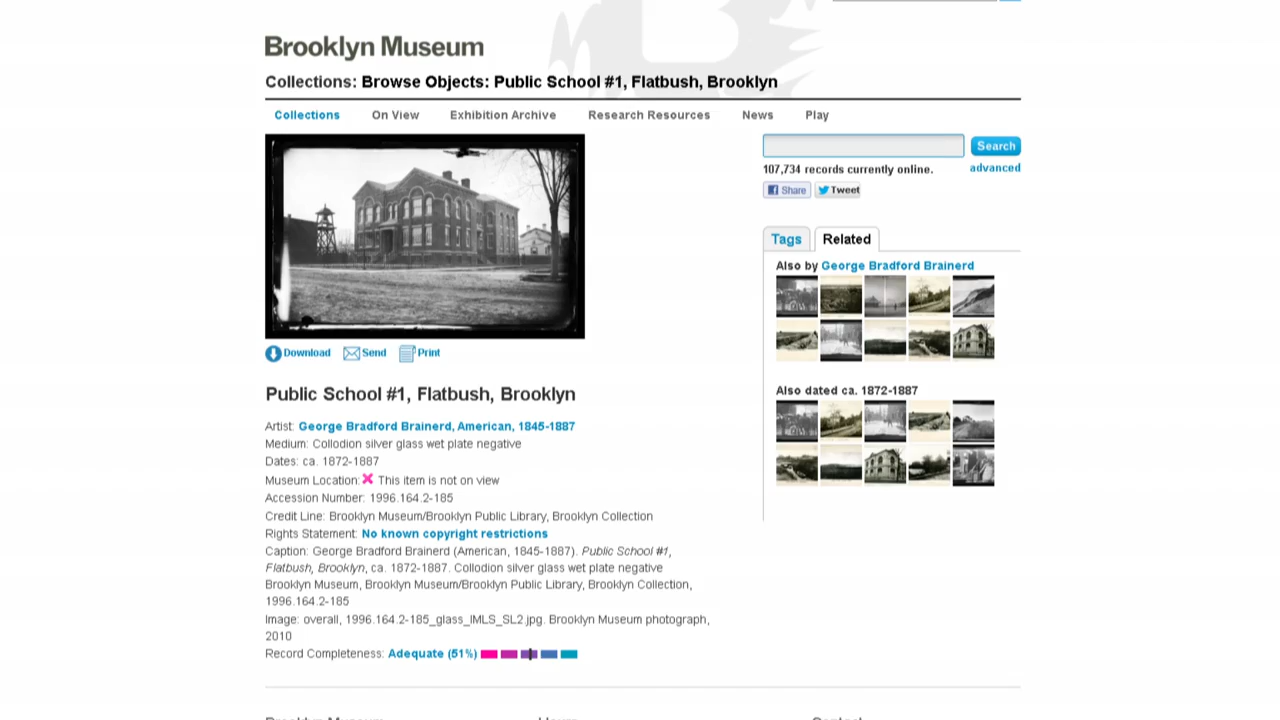 Brooklyn Museum
Collections: Browse Objects: Public School #1, Flatbush, Brooklyn
Collections On View Exhibition Archive Research Resources News Play
Search
107,734 records currently online. advanced
Share Tweet
Tags Related
Also by George Bradford Brainerd
Also dated ca. 1872-1887
Download Send Print
Public School #1, Flatbush, Brooklyn
Artist: George Bradford Brainerd, American, 1845-1887
Medium: Collodion silver glass wet plate negative
Dates: ca. 1872-1887
Museum Location: This item is not on view
Accession Number: 1996.164.2-185
Credit Line: Brooklyn Museum/Brooklyn Public Library, Brooklyn Collection
Rights Statement: No known copyright restrictions
Caption: George Bradford Brainerd (American, 1845-1887). Public School #1,
Flatbush, Brooklyn, ca. 1872-1887. Collodion silver glass wet plate negative
Brooklyn Museum, Brooklyn Museum/Brooklyn Public Library, Brooklyn Collection,
1996.164.2-185
Image: overall, 1996.164.2-185_glass_IMLS_SL2.jpg. Brooklyn Museum photograph,
2010
Record Completeness: Adequate (51%)